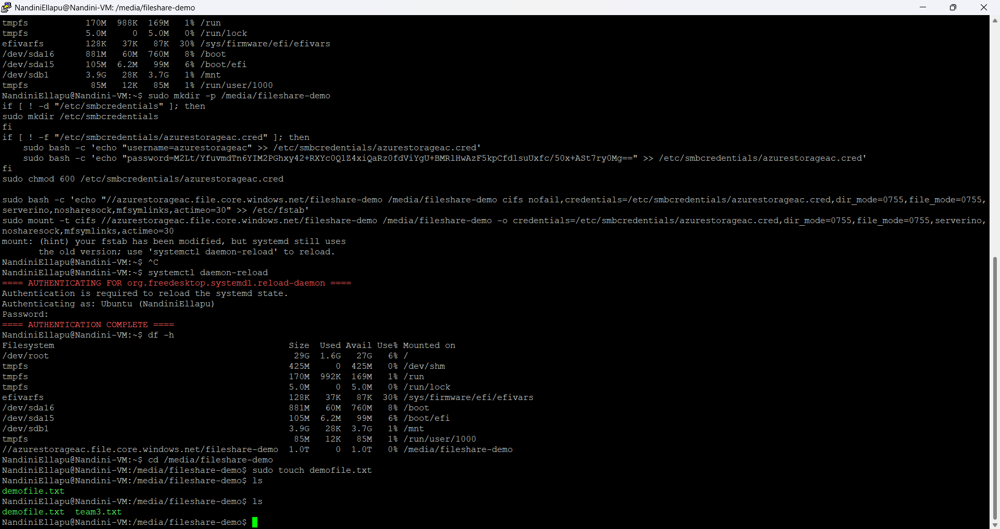 NandiniEllapu@Nandini-VM: /media/fileshare-demo
tmpfs           170M  988K  169M   1% /run
tmpfs           5.0M     0  5.0M   0% /run/lock
efivarfs        128K   37K   87K  30% /sys/firmware/efi/efivars
/dev/sda16      881M   60M  760M   8% /boot
/dev/sda15      105M  6.2M   99M   6% /boot/efi
/dev/sdb1       3.9G   28K  3.7G   1% /mnt
tmpfs            85M   12K   85M   1% /run/user/1000
NandiniEllapu@Nandini-VM:~$ sudo mkdir -p /media/fileshare-demo
if [ ! -d "/etc/smbcredentials" ]; then
sudo mkdir /etc/smbcredentials
fi
if [ ! -f "/etc/smbcredentials/azurestorageac.cred" ]; then
    sudo bash -c 'echo "username=azurestorageac" >> /etc/smbcredentials/azurestorageac.cred'
    sudo bash -c 'echo "password=M2Lt/YfuvmdTn6YIM2PGhxy42+RXYc0Q1Z4xiQaRz0fdViYgU+BMRlHwAzF5kpCfdlsuUxfc/50x+ASt7ry0Mg==" >> /etc/smbcredentials/azurestorageac.cred'
fi
sudo chmod 600 /etc/smbcredentials/azurestorageac.cred

sudo bash -c 'echo "//azurestorageac.file.core.windows.net/fileshare-demo /media/fileshare-demo cifs nofail,credentials=/etc/smbcredentials/azurestorageac.cred,dir_mode=0755,file_mode=0755,
serverino,nosharesock,mfsymlinks,actimeo=30" >> /etc/fstab'
sudo mount -t cifs //azurestorageac.file.core.windows.net/fileshare-demo /media/fileshare-demo -o credentials=/etc/smbcredentials/azurestorageac.cred,dir_mode=0755,file_mode=0755,serverino,
nosharesock,mfsymlinks,actimeo=30
mount: (hint) your fstab has been modified, but systemd still uses
       the old version; use 'systemctl daemon-reload' to reload.
NandiniEllapu@Nandini-VM:~$ ^C
NandiniEllapu@Nandini-VM:~$ systemctl daemon-reload
==== AUTHENTICATING FOR org.freedesktop.systemd1.reload-daemon ====
Authentication is required to reload the systemd state.
Authenticating as: Ubuntu (NandiniEllapu)
Password:
==== AUTHENTICATION COMPLETE ====
NandiniEllapu@Nandini-VM:~$ df -h
Filesystem                                             Size  Used Avail Use% Mounted on
/dev/root                                               29G  1.6G   27G   6% /
tmpfs                                                  425M     0  425M   0% /dev/shm
tmpfs                                                  170M  992K  169M   1% /run
tmpfs                                                  5.0M     0  5.0M   0% /run/lock
efivarfs                                               128K   37K   87K  30% /sys/firmware/efi/efivars
/dev/sda16                                             881M   60M  760M   8% /boot
/dev/sda15                                             105M  6.2M   99M   6% /boot/efi
/dev/sdb1                                              3.9G   28K  3.7G   1% /mnt
tmpfs                                                   85M   12K   85M   1% /run/user/1000
//azurestorageac.file.core.windows.net/fileshare-demo  1.0T     0  1.0T   0% /media/fileshare-demo
NandiniEllapu@Nandini-VM:~$ cd /media/fileshare-demo
NandiniEllapu@Nandini-VM:/media/fileshare-demo$ sudo touch demofile.txt
NandiniEllapu@Nandini-VM:/media/fileshare-demo$ ls
demofile.txt
NandiniEllapu@Nandini-VM:/media/fileshare-demo$ ls
demofile.txt  team3.txt
NandiniEllapu@Nandini-VM:/media/fileshare-demo$